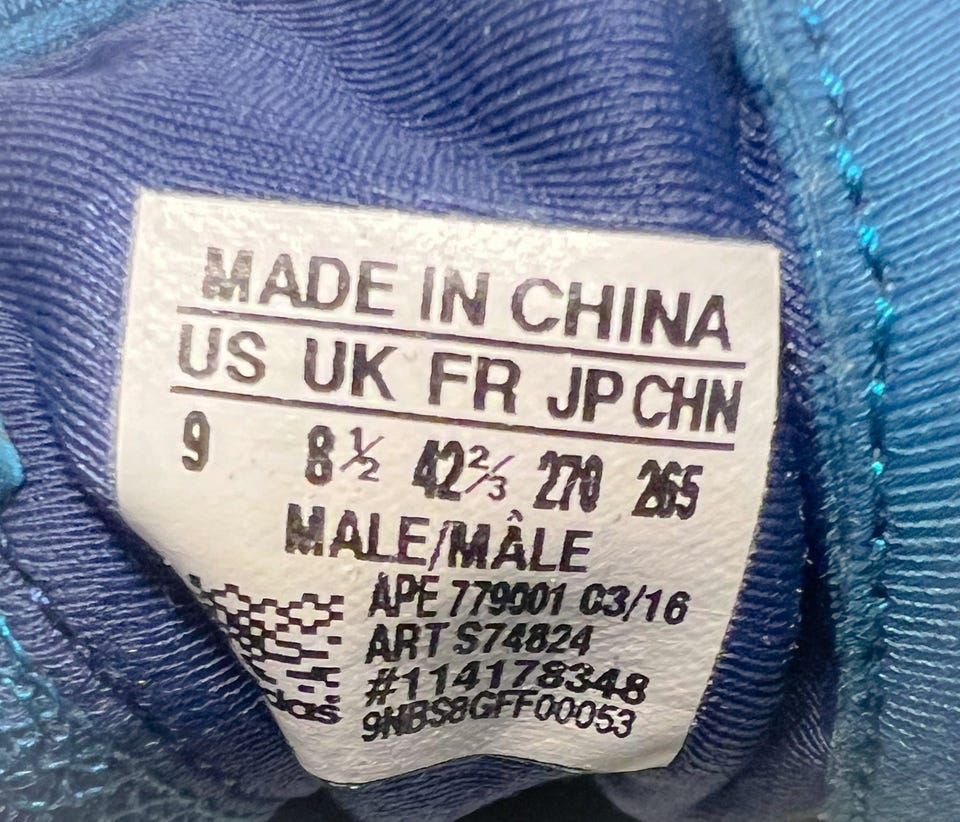 MADE IN CHINA
US UK FR JP CHN
9 8½ 42⅔ 270 265
MALE/MÂLE
APE 779001 03/16
ART S74824
#114178348
9NBS8GFF00053